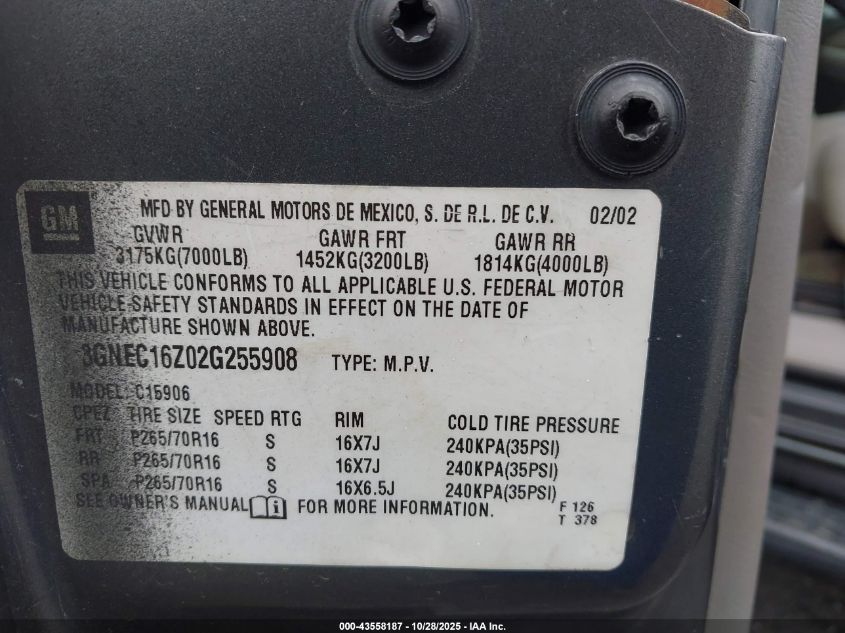 GM
MFD BY GENERAL MOTORS DE MEXICO, S. DE R.L. DE C.V. 02/02
GVWR GAWR FRT GAWR RR
3175KG(7000LB) 1452KG(3200LB) 1814KG(4000LB)
THIS VEHICLE CONFORMS TO ALL APPLICABLE U.S. FEDERAL MOTOR
VEHICLE SAFETY STANDARDS IN EFFECT ON THE DATE OF
MANUFACTURE SHOWN ABOVE.
3GNEC16Z02G255908 TYPE: M.P.V.
MODEL: C15906
CPEZ TIRE SIZE SPEED RTG RIM COLD TIRE PRESSURE
FRT P265/70R16 S 16X7J 240KPA(35PSI)
RR P265/70R16 S 16X7J 240KPA(35PSI)
SPA P265/70R16 S 16X6.5J 240KPA(35PSI)
SEE OWNER'S MANUAL i FOR MORE INFORMATION. F 126
T 378
000-43558187 - 10/28/2025 - IAA Inc.